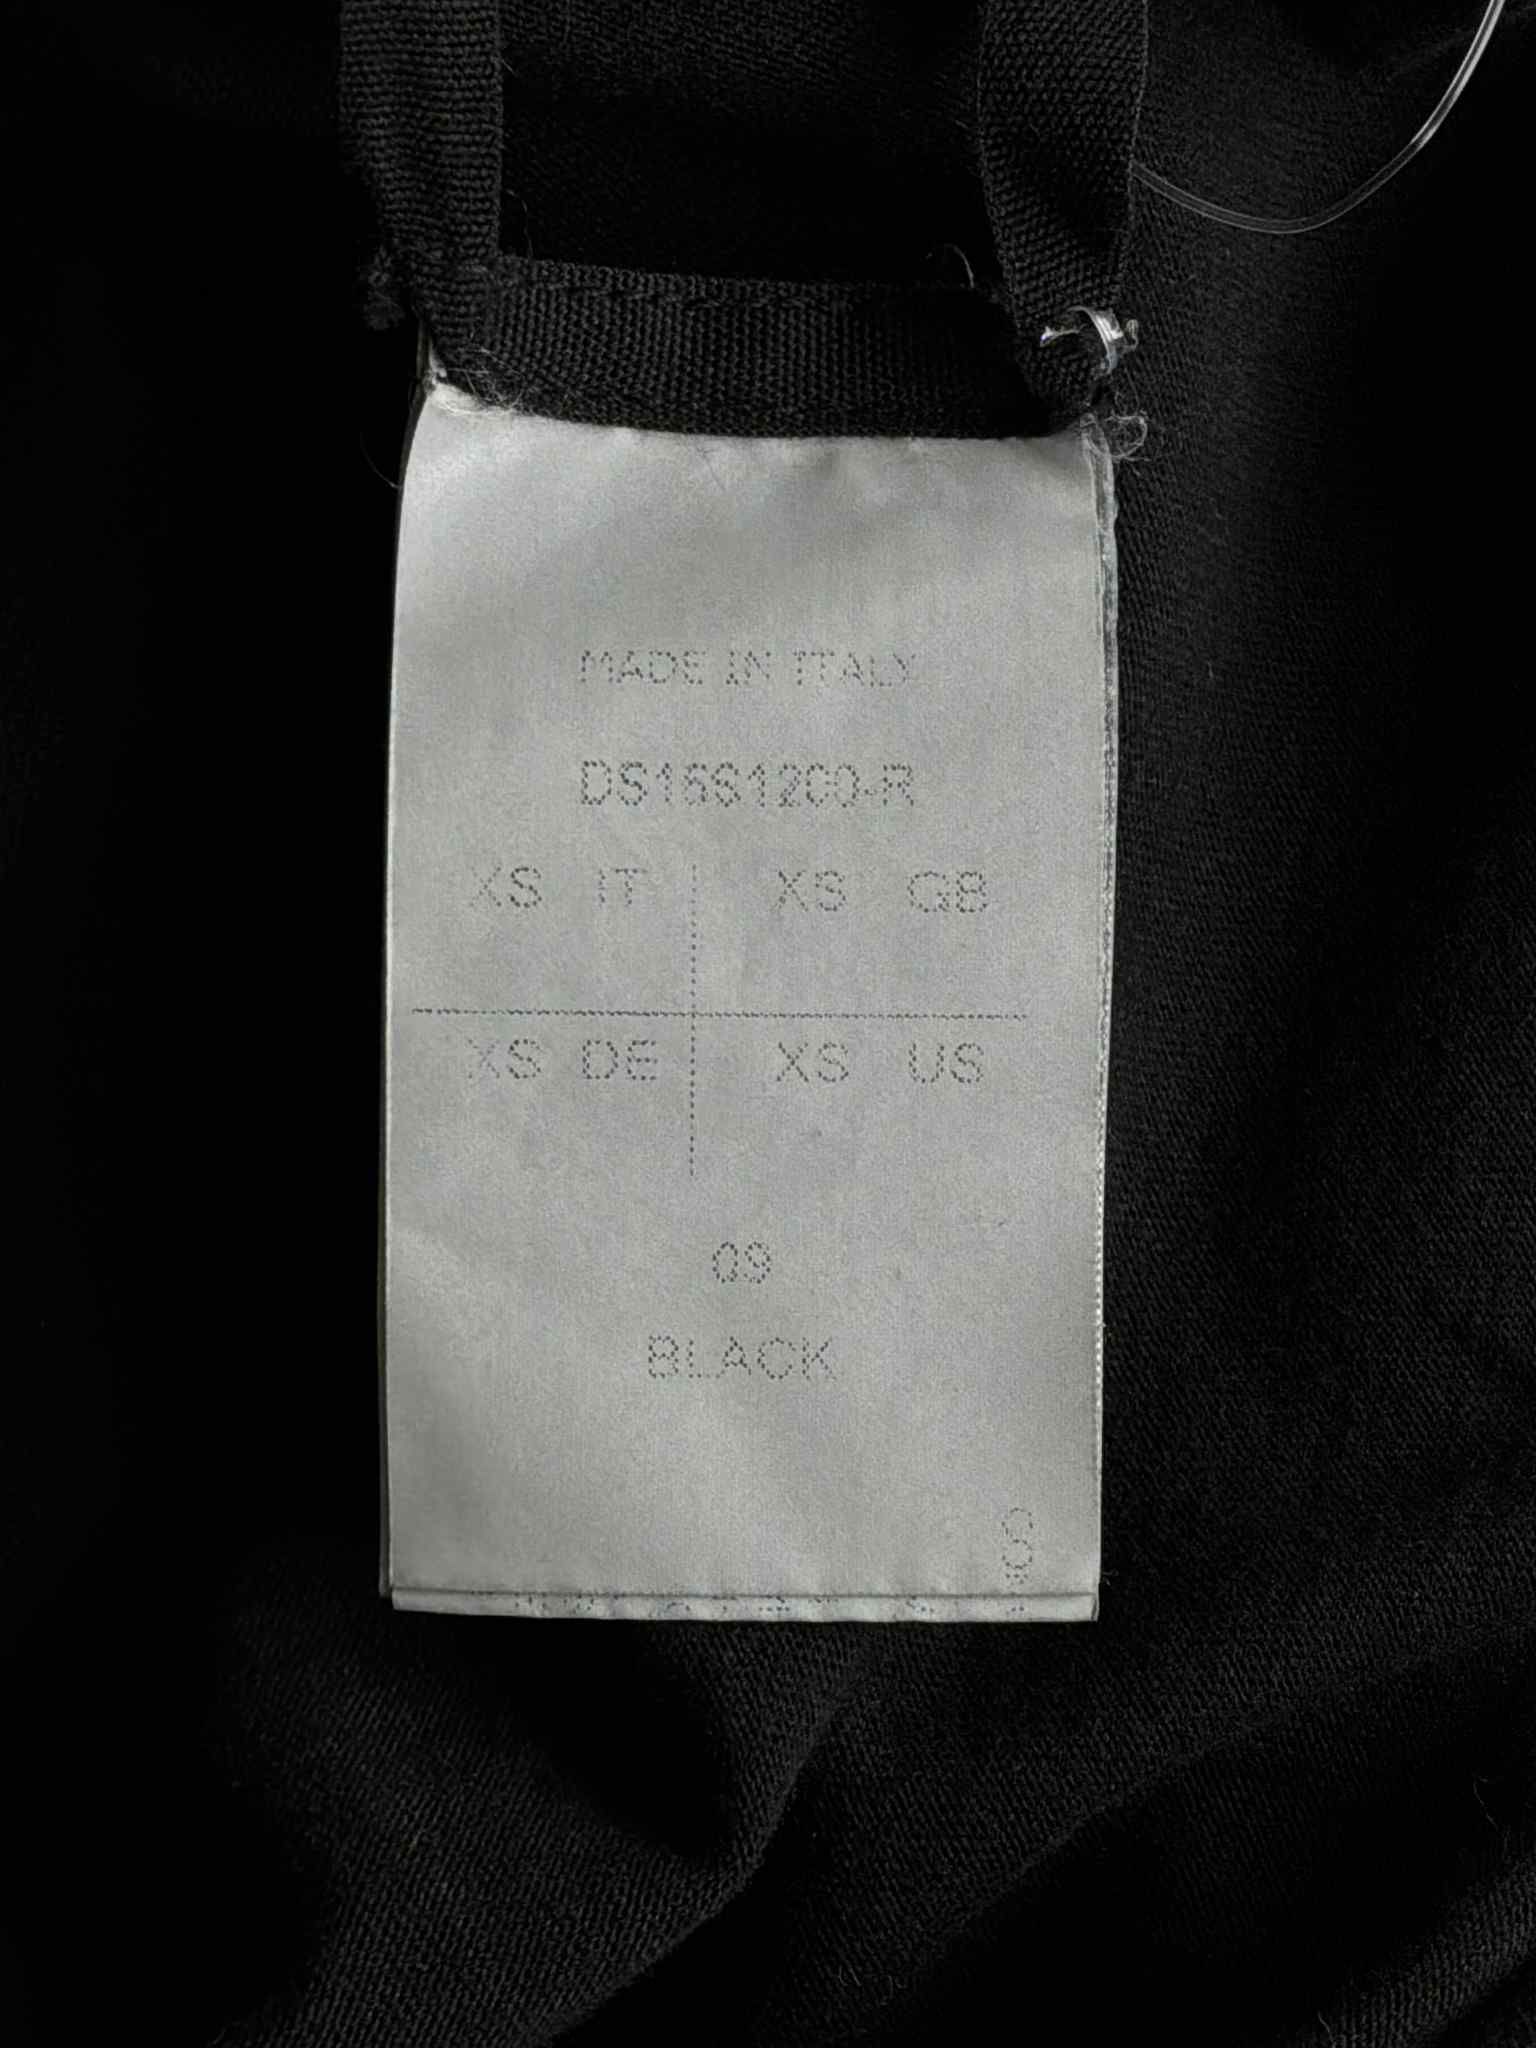 MADE IN ITALY
DS16S1200-R
XS IT XS GB
XS DE XS US
09
BLACK